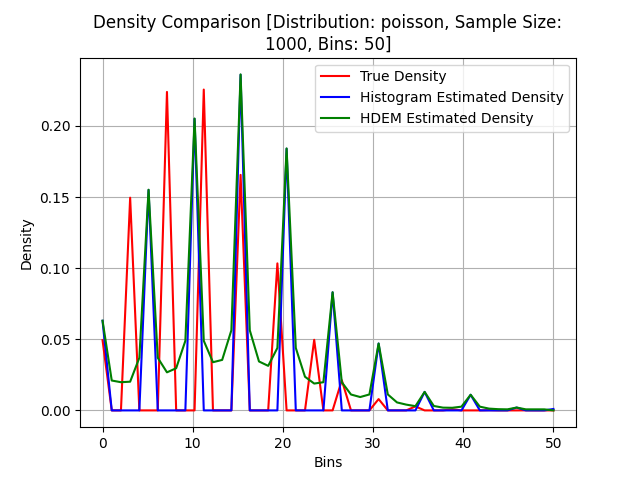 Density Comparison [Distribution: poisson, Sample Size:
1000, Bins: 50]
True Density
Histogram Estimated Density
HDEM Estimated Density
Density
0.20
0.15
0.10
0.05
0.00
0 10 20 30 40 50
Bins